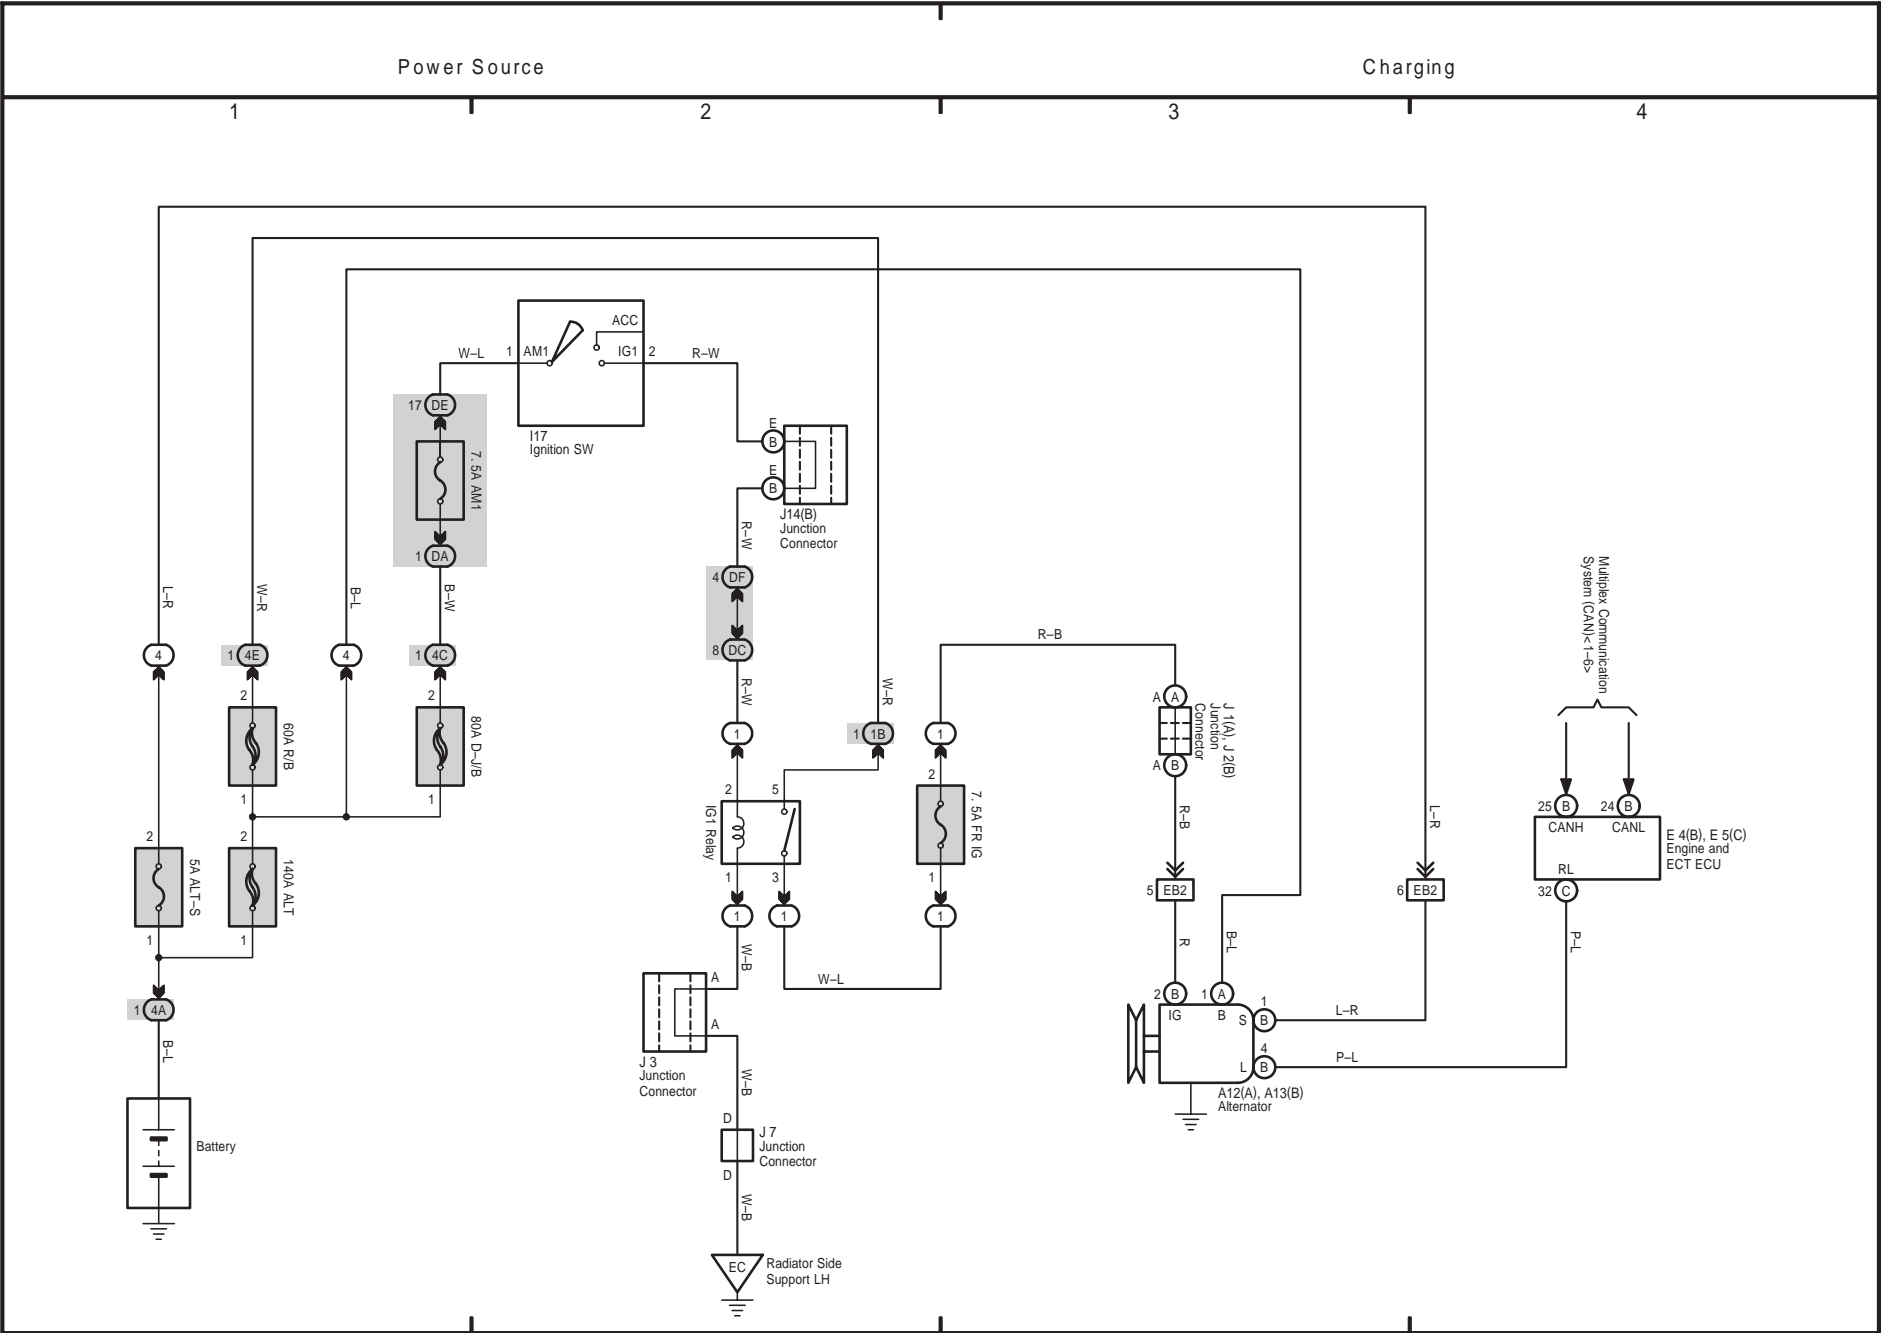 Power Source
Charging
1
2
3
4
ACC
W–L
1
AM1
IG1
2
R–W
17
DE
I17
Ignition SW
7. 5A AM1
E
B
E
B
J14(B)
Junction
Connector
1
DA
L–R
W–R
B–L
B–W
R–W
4
DF
8
DC
4
1
4E
4
1
4C
R–W
W–R
R–B
Multiplex Communication
System (CAN)<1–6>
2
60A R/B
1
2
80A D–J/B
1
1
1
1B
1
A
A
J 1(A), J 2(B)
Junction
Connector
A
B
2
5
IG1 Relay
1
3
2
7. 5A FR IG
1
R–B
L–R
25
B
24
B
CANH
CANL
E 4(B), E 5(C)
Engine and
ECT ECU
RL
32
C
2
5A ALT–S
1
2
140A ALT
1
5
EB2
6
EB2
1
1
1
W–B
W–L
R
B–L
P–L
1
4A
B–L
A
A
J 3
Junction
Connector
2
B
1
A
IG
B
S
1
B
L–R
L
4
B
P–L
A12(A), A13(B)
Alternator
W–B
Battery
D
J 7
Junction
Connector
D
W–B
EC
Radiator Side
Support LH